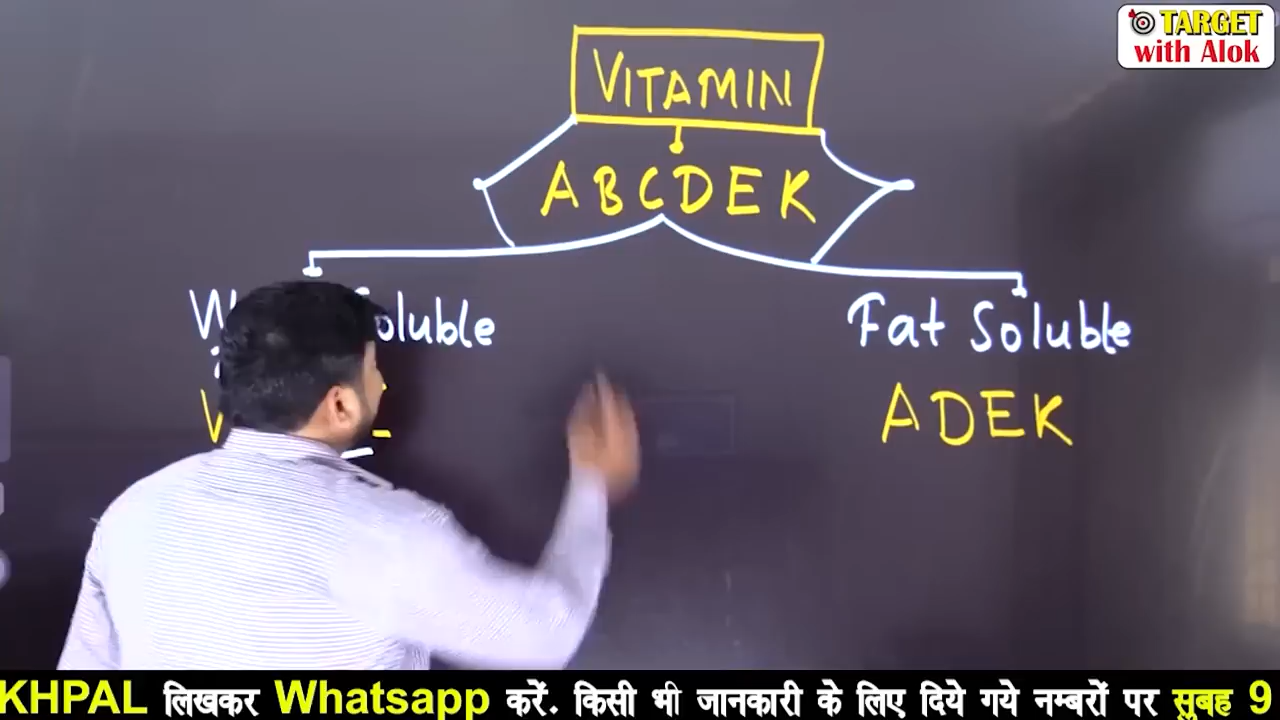 TARGET
with Alok
VITAMIN
ABCDEK
Soluble
Fat Soluble
ADEK
KHPAL लिखकर Whatsapp करें. किसी भी जानकारी के लिए दिये गये नम्बरों पर सुबह 9